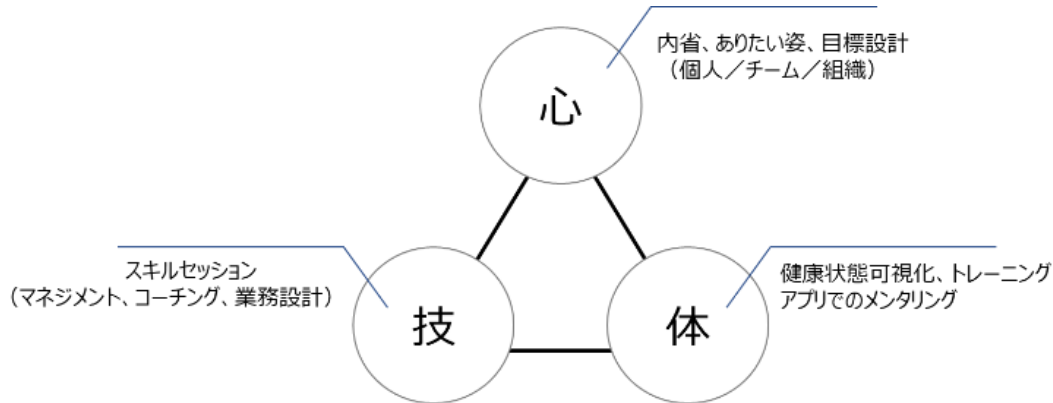 内省、ありたい姿、目標設計
（個人／チーム／組織）
心
スキルセッション
（マネジメント、コーチング、業務設計）
技
健康状態可視化、トレーニング
アプリでのメンタリング
体